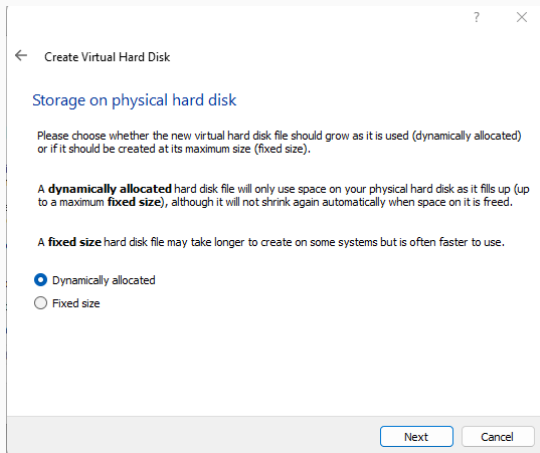 ?
Create Virtual Hard Disk
Storage on physical hard disk
Please choose whether the new virtual hard disk file should grow as it is used (dynamically allocated)
or if it should be created at its maximum size (fixed size).
A dynamically allocated hard disk file will only use space on your physical hard disk as it fills up (up
to a maximum fixed size), although it will not shrink again automatically when space on it is freed.
A fixed size hard disk file may take longer to create on some systems but is often faster to use.
Dynamically allocated
Fixed size
Next Cancel